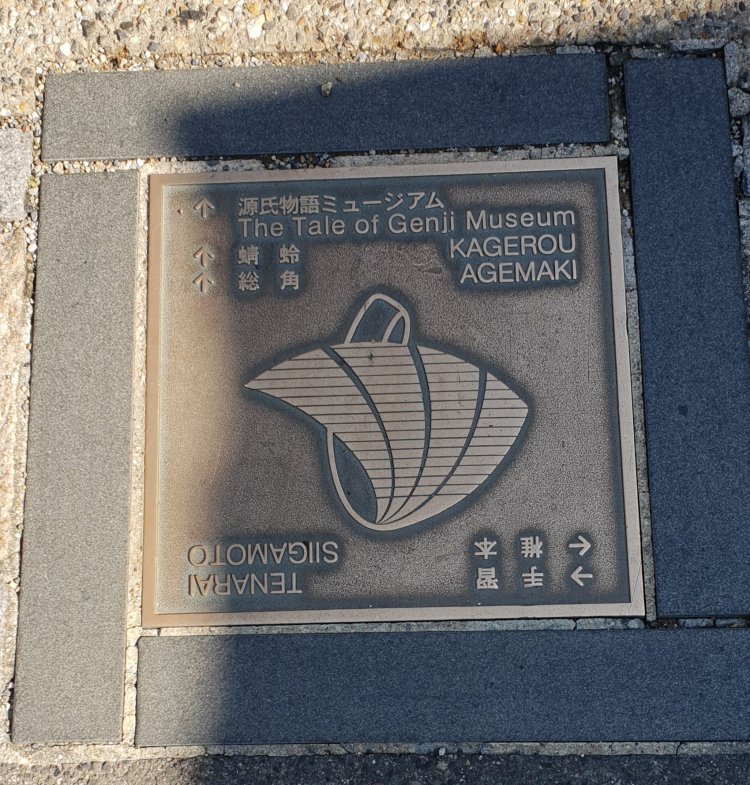 ↑ 源氏物語ミュージアム
The Tale of Genji Museum
↑ 蜻蛉 KAGEROU
↑ 総角 AGEMAKI
← 手習 TENARAI
→ 椎本 SIIGAMOTO